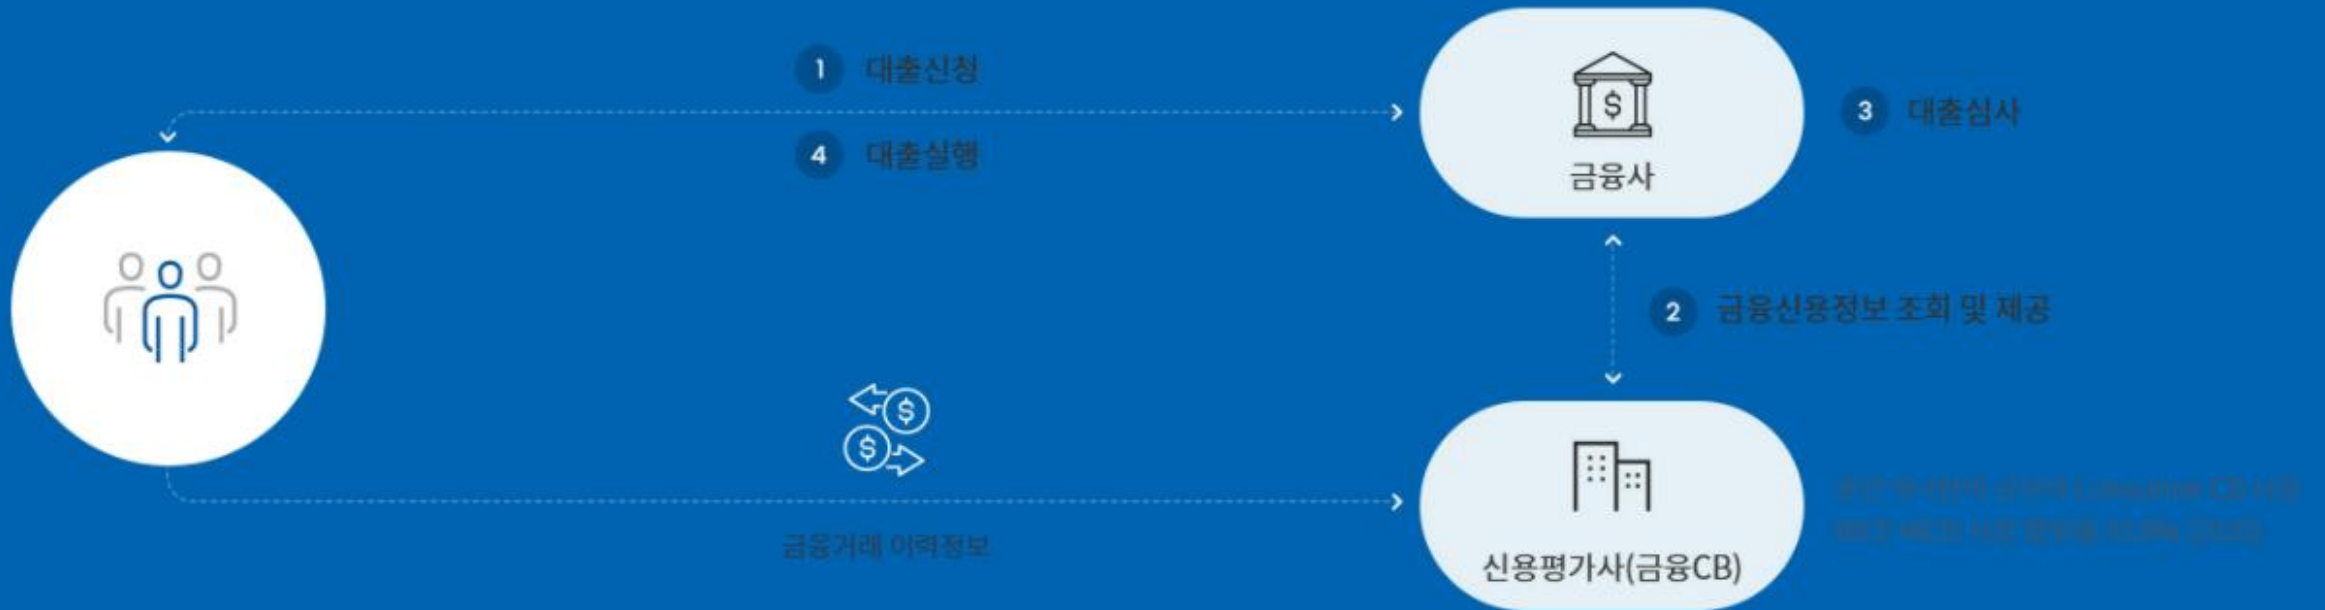 1 대출신청
4 대출실행
금융사
3 대출심사
2 금융신용정보 조회 및 제공
금융거래 이력정보
신용평가사(금융CB)
Consumer CB